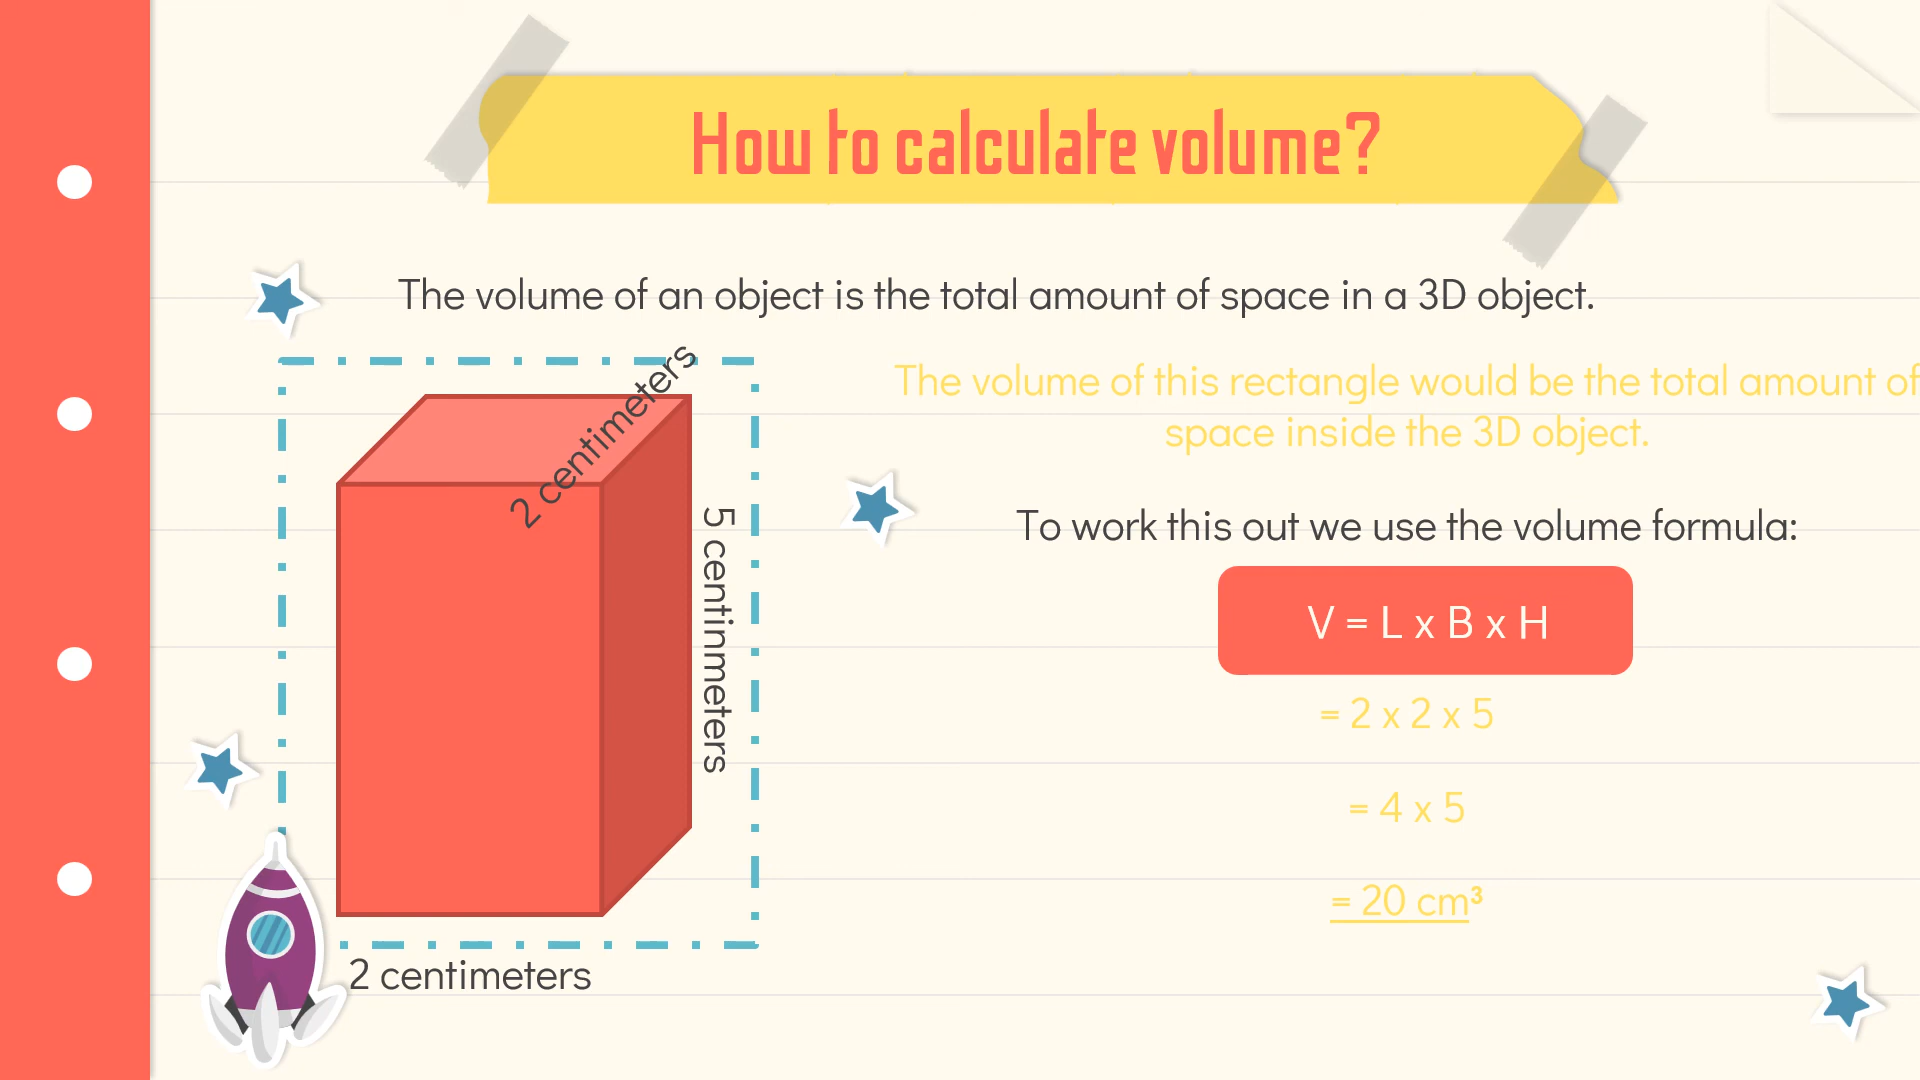 How to calculate volume?
The volume of an object is the total amount of space in a 3D object.
The volume of this rectangle would be the total amount of
space inside the 3D object.
2 centimeters
5 centinmeters
2 centimeters
To work this out we use the volume formula:
V = L x B x H
= 2 x 2 x 5
= 4 x 5
= 20 cm³